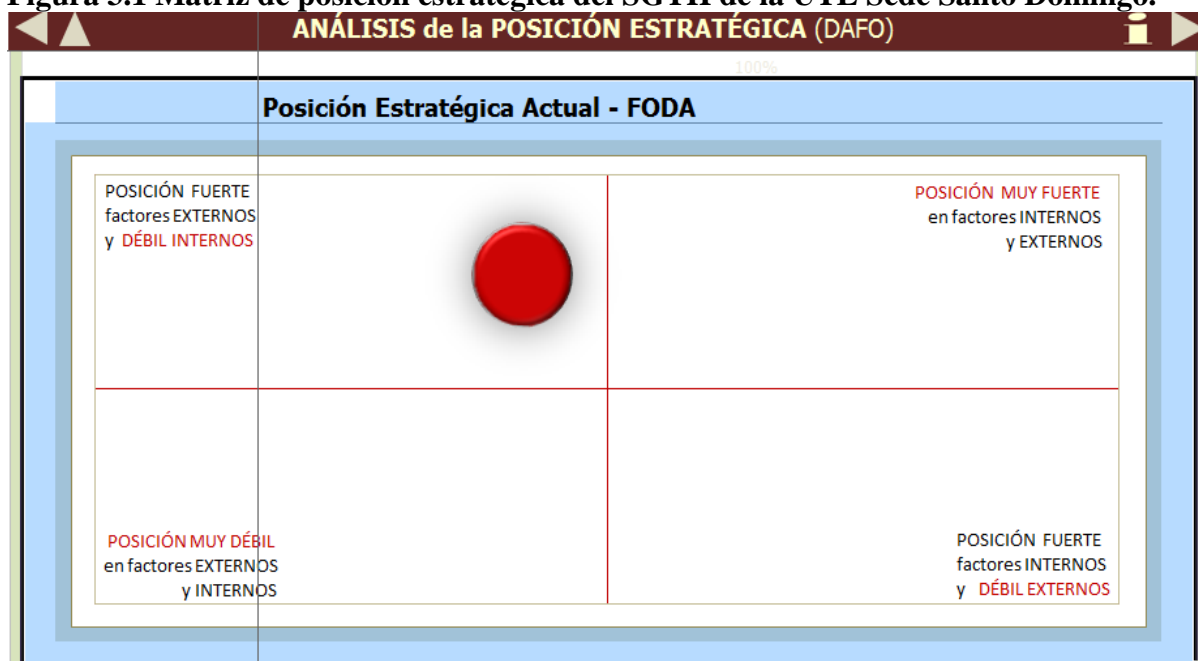 Figura 3.1 Matriz de posición estratégica del SGTH de la UTE Sede Santo Domingo.
ANÁLISIS de la POSICIÓN ESTRATÉGICA (DAFO)
i
100%
Posición Estratégica Actual - FODA
POSICIÓN FUERTE
factores EXTERNOS
y DÉBIL INTERNOS
POSICIÓN MUY FUERTE
en factores INTERNOS
y EXTERNOS
POSICIÓN MUY DÉBIL
en factores EXTERNOS
y INTERNOS
POSICIÓN FUERTE
factores INTERNOS
y DÉBIL EXTERNOS